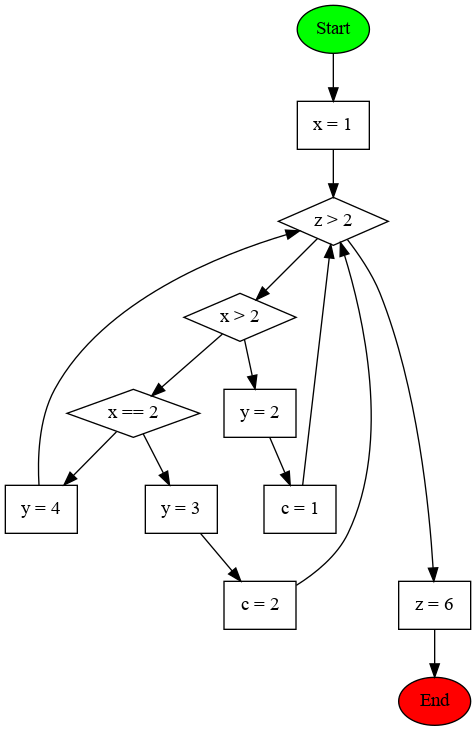 Start
x = 1
z > 2
x > 2
x == 2
y = 2
y = 4
y = 3
c = 1
c = 2
z = 6
End